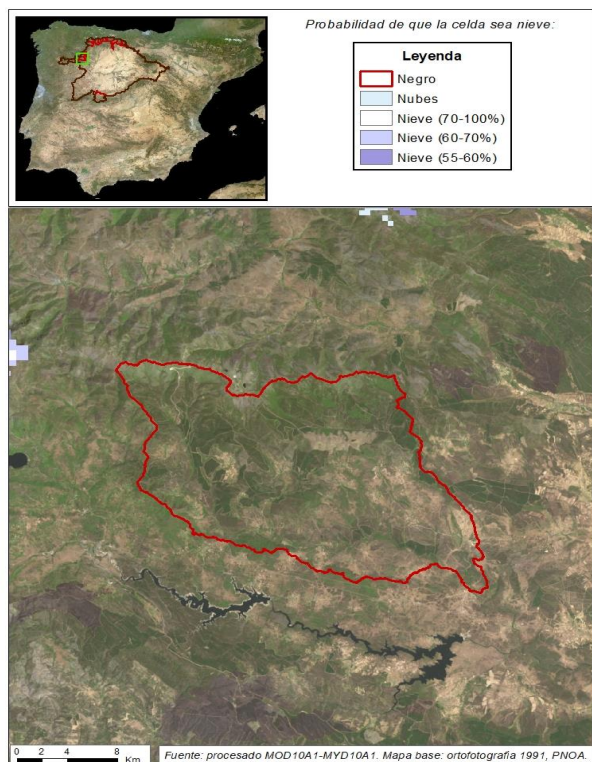 Probabilidad de que la celda sea nieve:
Leyenda
Negro
Nubes
Nieve (70-100%)
Nieve (60-70%)
Nieve (55-60%)
0 2 4 8
Km
Fuente: procesado MOD10A1-MYD10A1. Mapa base: ortofotografía 1991, PNOA.